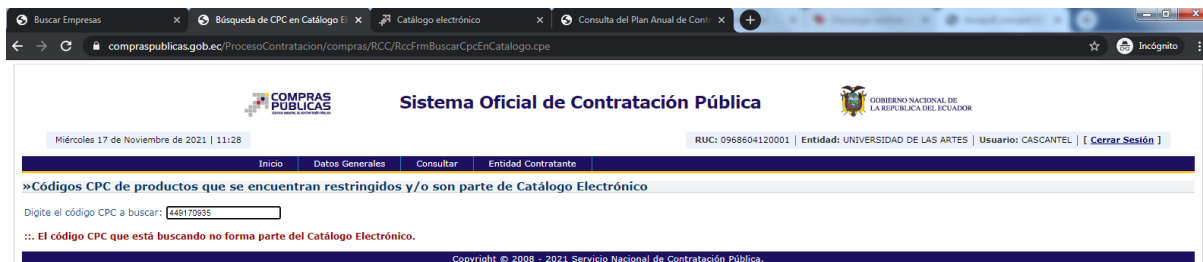 Buscar Empresas
Búsqueda de CPC en Catálogo El
Catálogo electrónico
Consulta del Plan Anual de Contr
compraspublicas.gob.ec/ProcesoContratacion/compras/RCC/RccFrmBuscarCpcEnCatalogo.cpe
Incógnito
COMPRAS
PÚBLICAS
Sistema Oficial de Contratación Pública
GOBIERNO NACIONAL DE
LA REPUBLICA DEL ECUADOR
Miércoles 17 de Noviembre de 2021 | 11:28
RUC: 0968604120001 | Entidad: UNIVERSIDAD DE LAS ARTES | Usuario: CASCANTEL | [ Cerrar Sesión ]
Inicio Datos Generales Consultar Entidad Contratante
»Códigos CPC de productos que se encuentran restringidos y/o son parte de Catálogo Electrónico
Digite el código CPC a buscar: 449170935
::. El código CPC que está buscando no forma parte del Catálogo Electrónico.
Copyright © 2008 - 2021 Servicio Nacional de Contratación Pública.